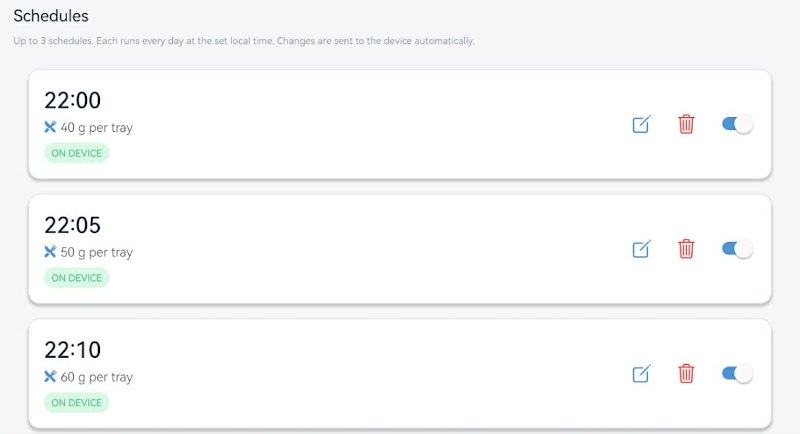 Schedules
Up to 3 schedules. Each runs every day at the set local time. Changes are sent to the device automatically.
22:00
40 g per tray
ON DEVICE
22:05
50 g per tray
ON DEVICE
22:10
60 g per tray
ON DEVICE